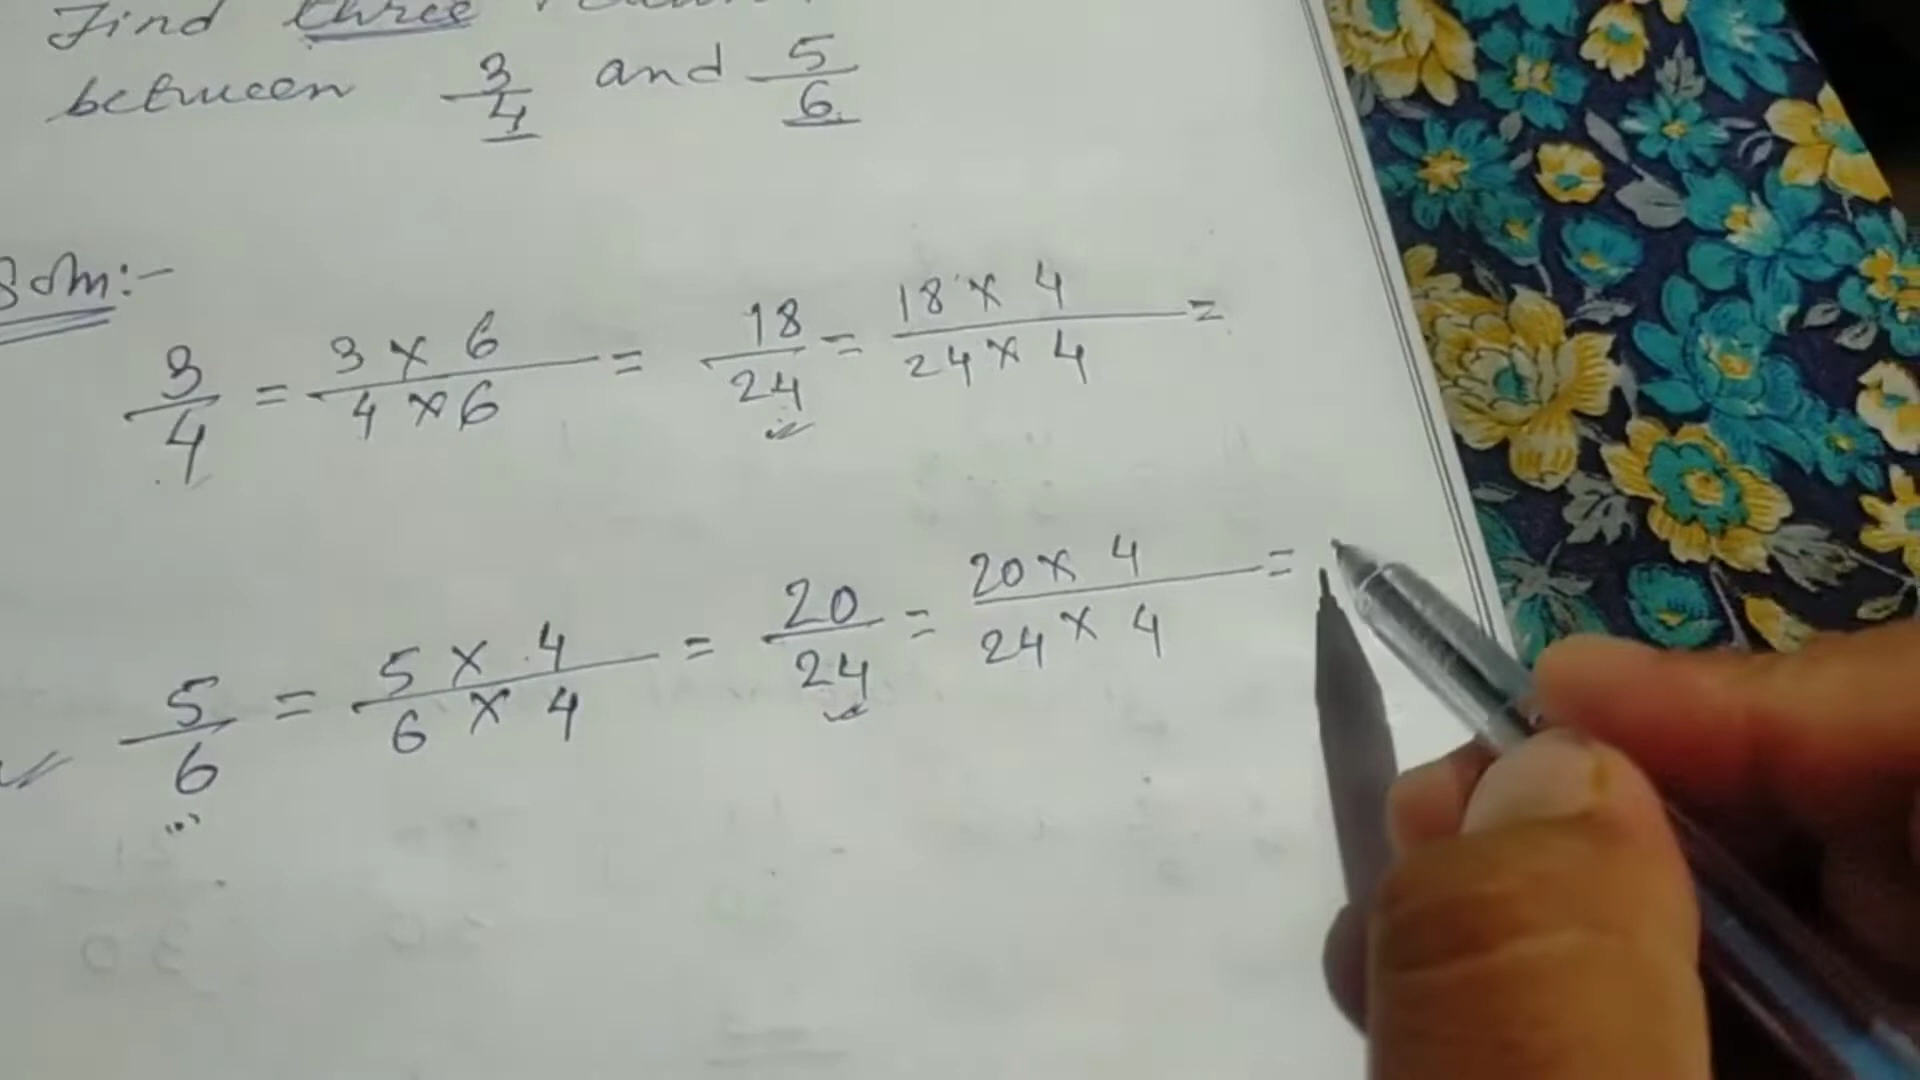 Find three
between 3/4 and 5/6
Soln:-
3/4 = 3 × 6 / 4 × 6 = 18/24 = 18 × 4 / 24 × 4 =
5/6 = 5 × 4 / 6 × 4 = 20/24 = 20 × 4 / 24 × 4 =